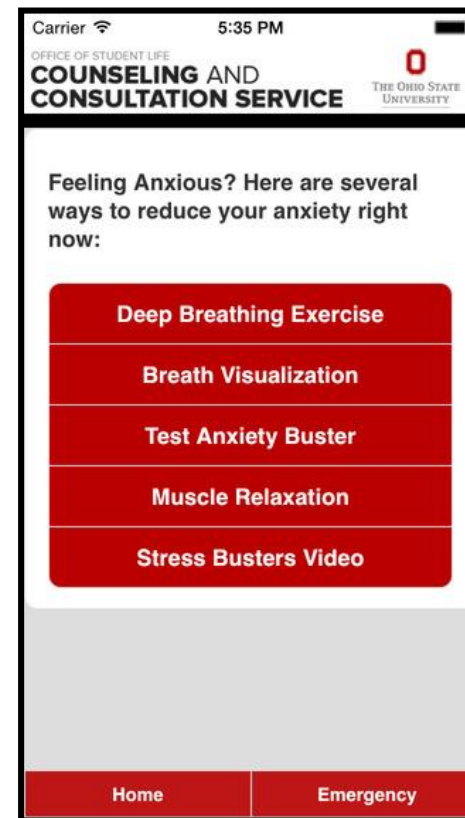 Carrier 5:35 PM
OFFICE OF STUDENT LIFE
COUNSELING AND
CONSULTATION SERVICE
O
THE OHIO STATE
UNIVERSITY
Feeling Anxious? Here are several
ways to reduce your anxiety right
now:
Deep Breathing Exercise
Breath Visualization
Test Anxiety Buster
Muscle Relaxation
Stress Busters Video
Home Emergency